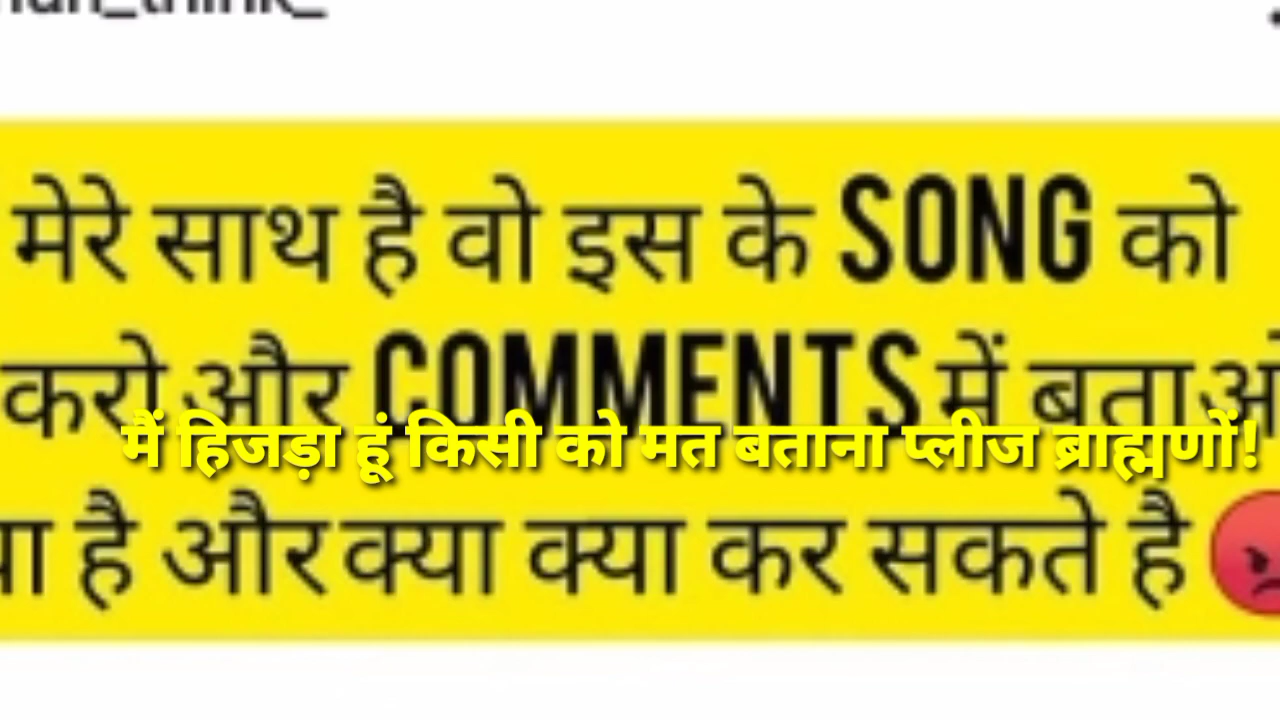 मेरे साथ है वो इस के SONG को
करो और COMMENTS में
मैं हिजड़ा हूं किसी को मत बताना प्लीज ब्राह्मणों!
है और क्या क्या कर सकते है